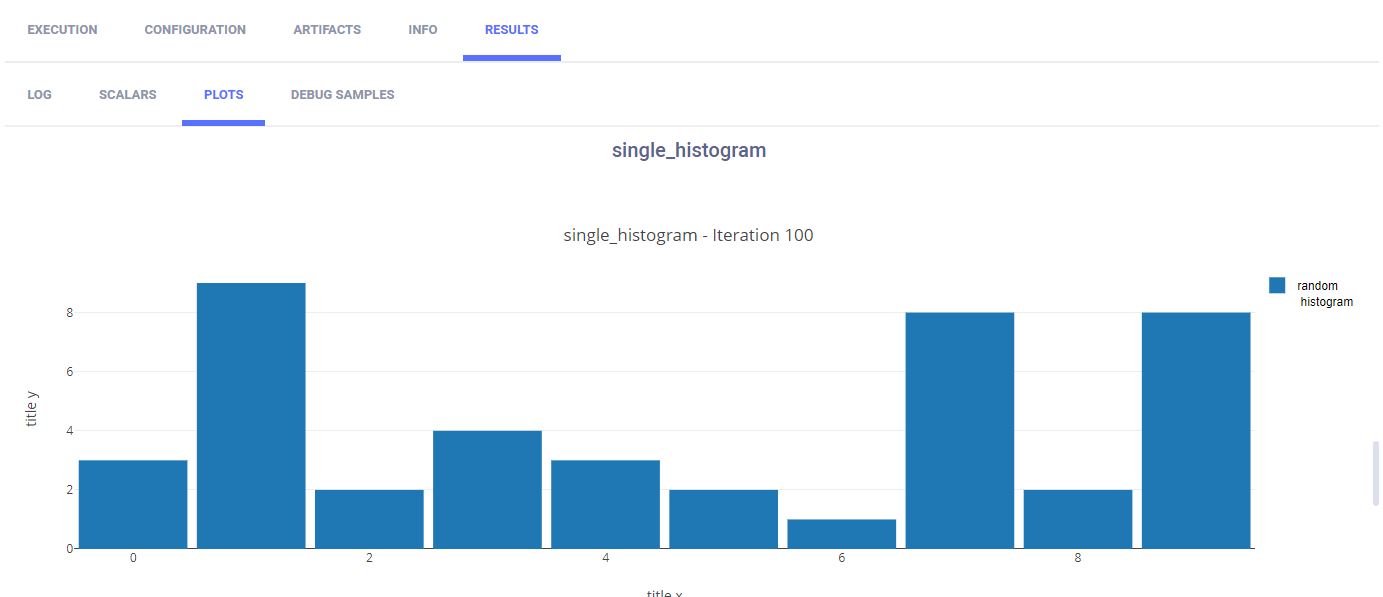 EXECUTION CONFIGURATION ARTIFACTS INFO RESULTS
LOG SCALARS PLOTS DEBUG SAMPLES
single_histogram
single_histogram - Iteration 100
random
histogram
8
6
4
2
0
title y
0 2 4 6 8
title x